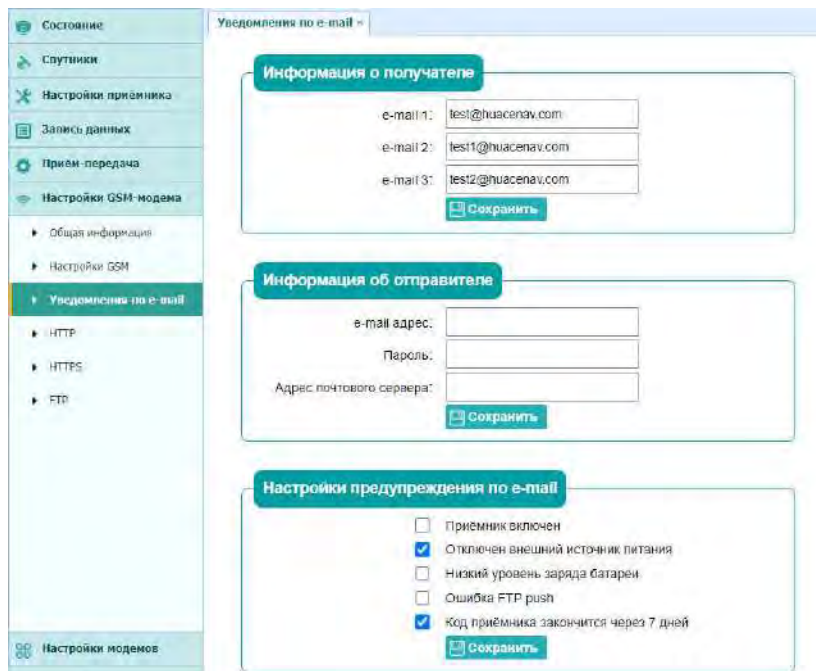 Состояние
Спутники
Настройки приёмника
Запись данных
Приём-передача
Настройки GSM-модема
Общая информация
Настройки GSM
Уведомления по e-mail
HTTP
HTTPS
FTP
Настройки модемов
Уведомления по e-mail ×
Информация о получателе
e-mail 1: test@huacenav.com
e-mail 2: test1@huacenav.com
e-mail 3: test2@huacenav.com
Сохранить
Информация об отправителе
e-mail адрес:
Пароль:
Адрес почтового сервера:
Сохранить
Настройки предупреждения по e-mail
Приёмник включен
Отключен внешний источник питания
Низкий уровень заряда батареи
Ошибка FTP push
Код приёмника закончится через 7 дней
Сохранить